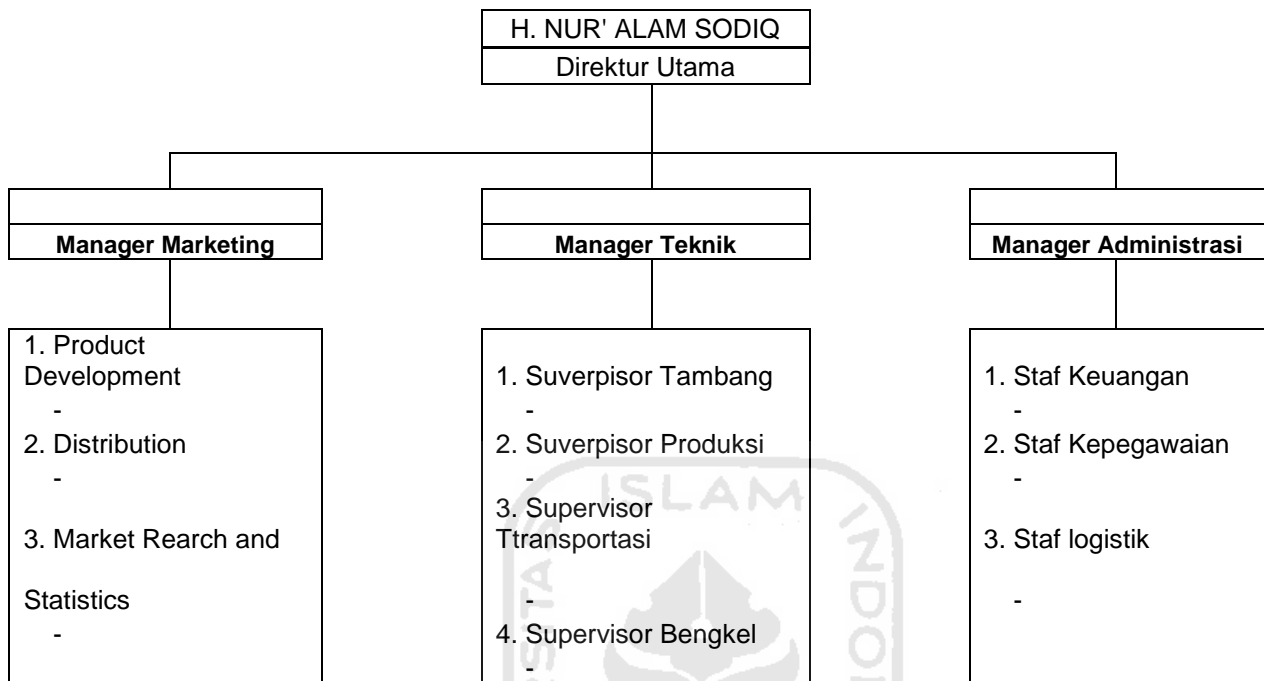 H. NUR' ALAM SODIQ
Direktur Utama
Manager Marketing
Manager Teknik
Manager Administrasi
1. Product
Development
-
2. Distribution
-
3. Market Rearch and
Statistics
-
1. Suverpisor Tambang
-
2. Suverpisor Produksi
-
3. Supervisor
Ttransportasi
-
4. Supervisor Bengkel
-
1. Staf Keuangan
-
2. Staf Kepegawaian
-
3. Staf logistik
-
ISLAM
INDO